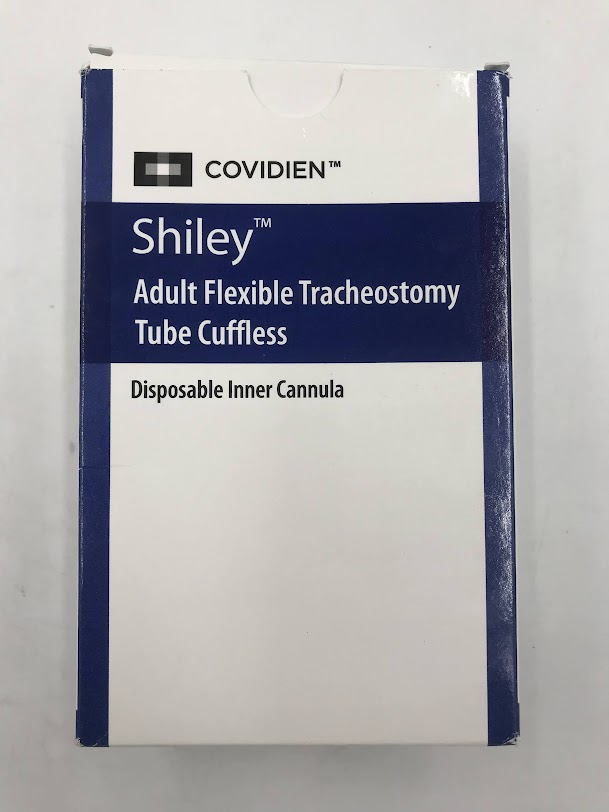 COVIDIEN™
Shiley™
Adult Flexible Tracheostomy
Tube Cuffless
Disposable Inner Cannula